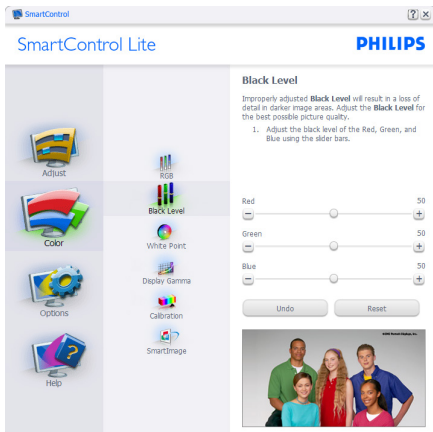 SmartControl
SmartControl Lite
PHILIPS
Adjust
Color
Options
Help
RGB
Black Level
White Point
Display Gamma
Calibration
SmartImage
Black Level
Improperly adjusted Black Level will result in a loss of
detail in darker image areas. Adjust the Black Level for
the best possible picture quality.
1. Adjust the black level of the Red, Green, and
Blue using the slider bars.
Red 50
Green 50
Blue 50
Undo Reset